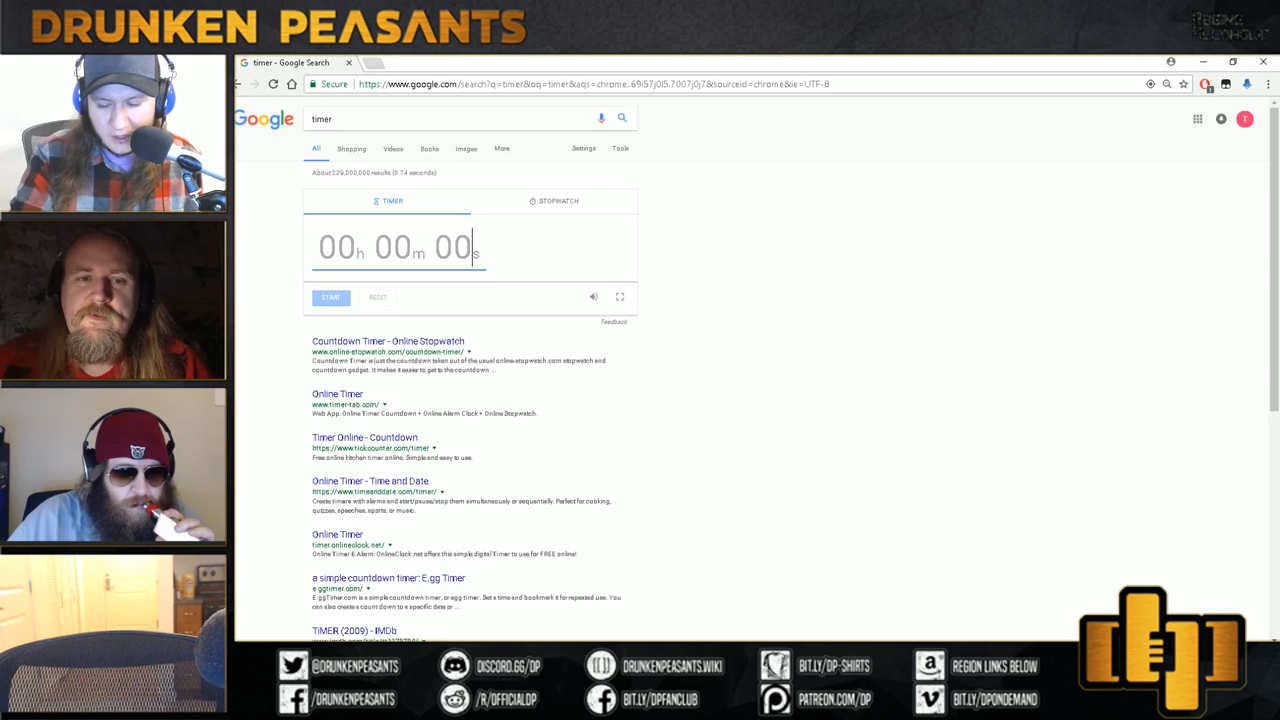 DRUNKEN PEASANTS
timer - Google Search
Secure
https://www.google.com/search?q=timer&oq=timer&aqs=chrome..69i57j0l5.7007j0j7&sourceid=chrome&ie=UTF-8
Google
timer
T
All Shopping Videos Books Images More Settings Tools
About 239,000,000 results (0.74 seconds)
TIMER
STOPWATCH
00h 00m 00s
START
RESET
Feedback
Countdown Timer - Online Stopwatch
www.online-stopwatch.com/countdown-timer/
Countdown Timer is just the countdown taken out of the usual online-stopwatch.com stopwatch and
countdown gadget. It makes it easier to get to the countdown ...
Online Timer
www.timer-tab.com/
Web App: Online Timer Countdown + Online Alarm Clock + Online Stopwatch.
Timer Online - Countdown
https://www.tickcounter.com/timer
Free online kitchen timer online. Simple and easy to use.
Online Timer - Time and Date
https://www.timeanddate.com/timer/
Create timers with alarms and start/pause/stop them simultaneously or sequentially. Perfect for cooking,
quizzes, speeches, sports, or music.
Online Timer
timer.onlineclock.net/
Online Timer & Alarm: OnlineClock.net offers this simple digital Timer to use for FREE online!
a simple countdown timer: E.gg Timer
e.ggtimer.com/
E.ggTimer.com is a simple countdown timer, or egg timer. Set a time and bookmark it for repeated use. You
can also create a count down to a specific date or ...
TiMER (2009) - IMDb
@DRUNKENPEASANTS
DISCORD.GG/DP
DRUNKENPEASANTS.WIKI
BIT.LY/DP-SHIRTS
REGION LINKS BELOW
/DRUNKENPEASANTS
/R/OFFICIALDP
BIT.LY/DPFANCLUB
PATREON.COM/DP
BIT.LY/DPONDEMAND